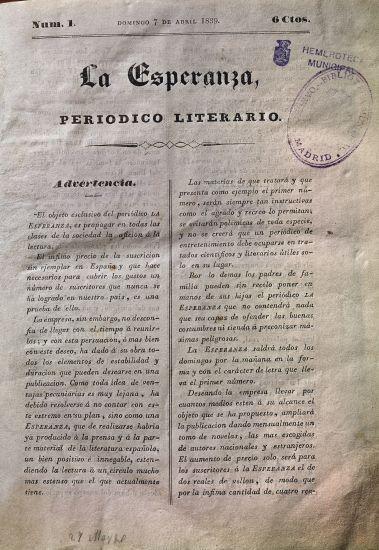 Num. 1.
DOMINGO 7 DE ABRIL 1839.
6 Ctos.
La Esperanza,
PERIODICO LITERARIO.
HEMEROTECA
MUNICIPAL
MADRID
Advertencia.
-El objeto esclusivo del periódico LA
ESPERANZA, es propagar en todas las
clases de la sociedad la aficion á la
lectura.
El ínfimo precio de la suscricion
sin ejemplar en España y que hace
necesarios para cubrir los gastos un
número de suscritores que nunca se
ha logrado en nuestro pais, es una
prueba de ello.
La empresa, sin embargo, no descon-
fia de llegar con el tiempo á reunir-
los; y con esta persuacion, ó mas bien
con este deseo, ha dado á su obra to-
dos los elementos de estabilidad y
duracion que pueden desearse en una
publicacion. Como toda idea de ven-
tajas pecuniarias es muy lejana, ha
debido resolverse á no contar con es-
te estremo en su plan, sino como una
ESPERANZA, que de realizarse habria
ya producido á la prensa y á la par-
te material de la literatura española,
un bien positivo é innegable, esten-
diendo la lectura á un círculo mucho
mas estenso que el que actualmente
tiene.
Las materias de que tratará y que
presenta como ejemplo el primer nú-
mero, serán siempre tan instructivas
como el agrado y recreo lo permitan:
se evitarán polémicas de toda especie,
y no se creerá que un periódico de
entretenimiento debe ocuparse en tra-
tados científicos y literarios útiles so-
lo en su lugar.
Por lo demas los padres de fa-
milia pueden sin recelo poner en
manos de sus hijos el periódico LA
ESPERANZA que no contendrá nada
que sea capaz de ofender las buenas
costumbres ni tienda á preconizar má-
ximas peligrosas.
La ESPERANZA saldrá todos los
domingos por la mañana en la for-
ma y con el carácter de letra que lle-
va el primer número.
Deseando la empresa llevar por
cuantos medios esten á su alcance el
objeto que se ha propuesto, ampliará
la publicacion dando mensualmente un
tomo de novelas, las mas escogidas
de autores nacionales y estranjeros.
El aumento de precio solo, será para
los suscritores á la ESPERANZA el de
dos reales de vellon, de modo que
por la ínfima cantidad de cuatro rea-